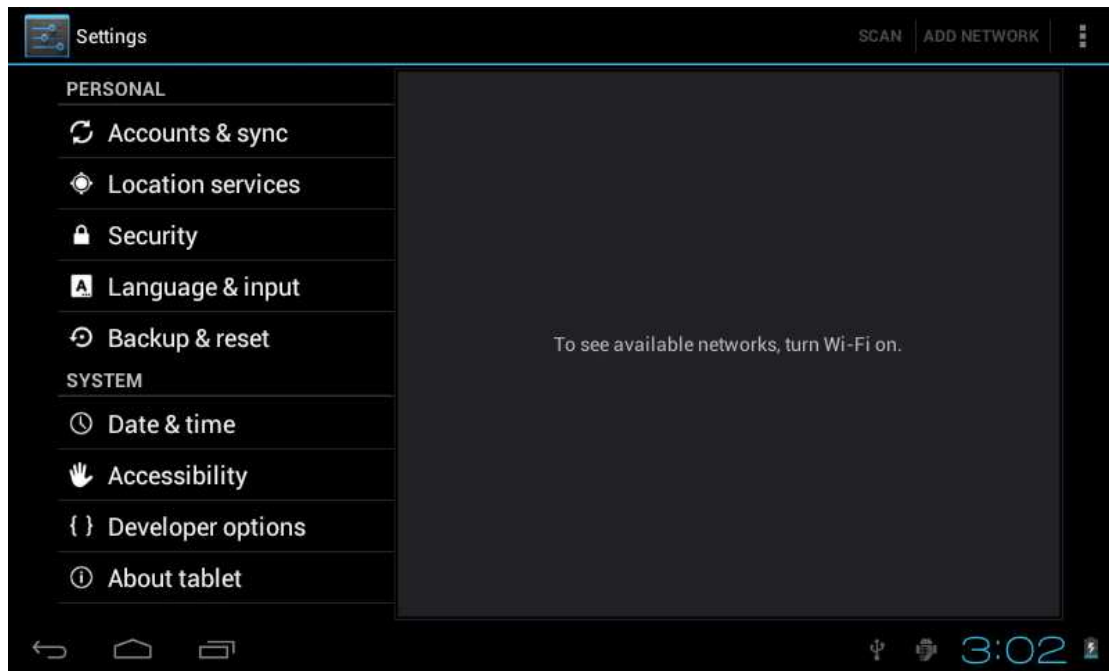 Settings
SCAN
ADD NETWORK
PERSONAL
Accounts & sync
Location services
Security
Language & input
Backup & reset
SYSTEM
Date & time
Accessibility
Developer options
About tablet
To see available networks, turn Wi-Fi on.
3:02